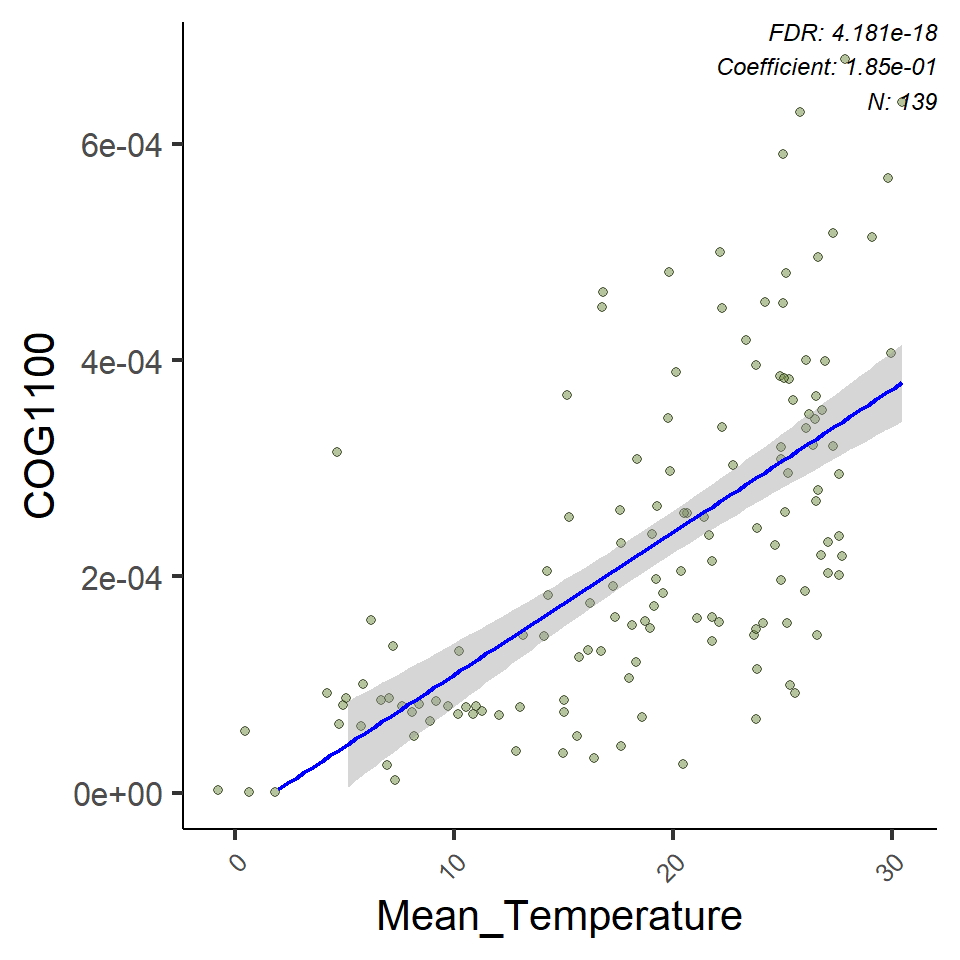 FDR: 4.181e-18
Coefficient: 1.85e-01
N: 139
6e-04
4e-04
2e-04
0e+00
COG1100
0
10
20
30
Mean_Temperature